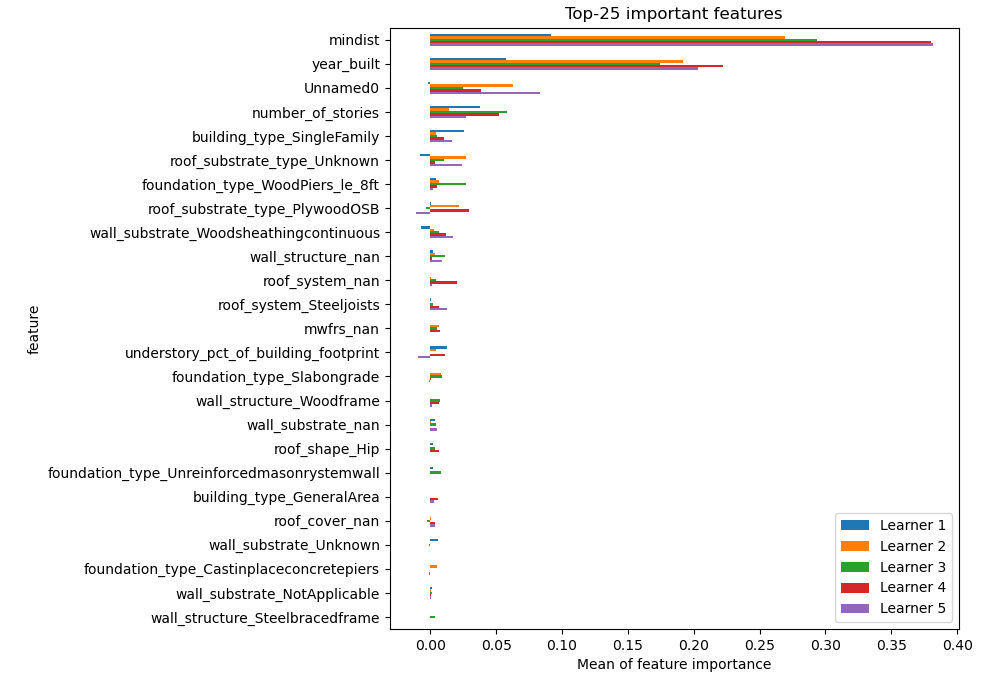 Top-25 important features
feature
mindist
year_built
Unnamed0
number_of_stories
building_type_SingleFamily
roof_substrate_type_Unknown
foundation_type_WoodPiers_le_8ft
roof_substrate_type_PlywoodOSB
wall_substrate_Woodsheathingcontinuous
wall_structure_nan
roof_system_nan
roof_system_Steeljoists
mwfrs_nan
understory_pct_of_building_footprint
foundation_type_Slabongrade
wall_structure_Woodframe
wall_substrate_nan
roof_shape_Hip
foundation_type_Unreinforcedmasonrystemwall
building_type_GeneralArea
roof_cover_nan
wall_substrate_Unknown
foundation_type_Castinplaceconcretepiers
wall_substrate_NotApplicable
wall_structure_Steelbracedframe
Learner 1
Learner 2
Learner 3
Learner 4
Learner 5
0.00 0.05 0.10 0.15 0.20 0.25 0.30 0.35 0.40
Mean of feature importance